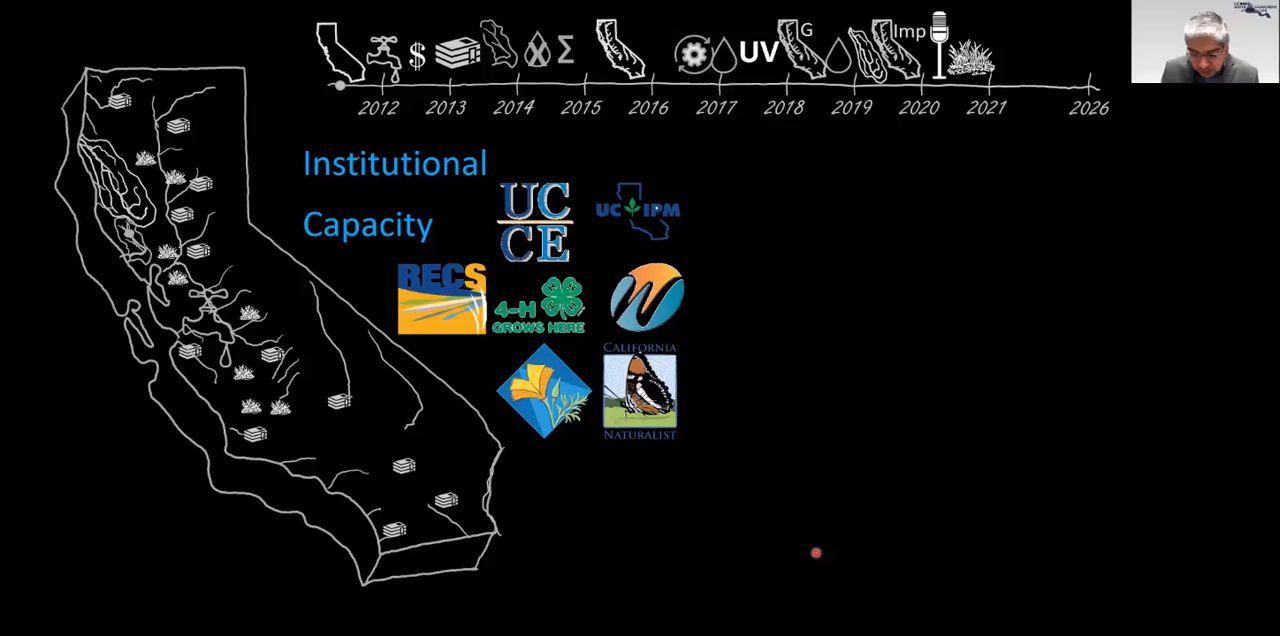 $
Σ
UV
G
Imp
2012 2013 2014 2015 2016 2017 2018 2019 2020 2021 2026
Institutional
Capacity
UC
CE
UC IPM
RECS
4-H
GROWS HERE
W
CALIFORNIA
NATURALIST